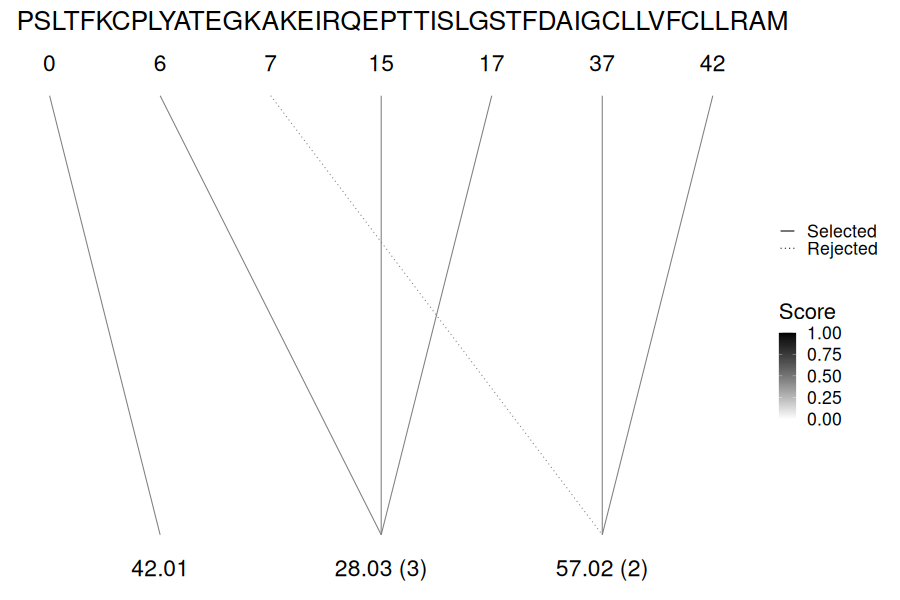 PSLTFKCPLYATEGKAKEIRQEPTTISLGSTFDAIGCLLVFCLLRAM
0 6 7 15 17 37 42
Selected
Rejected
Score
1.00
0.75
0.50
0.25
0.00
42.01 28.03 (3) 57.02 (2)